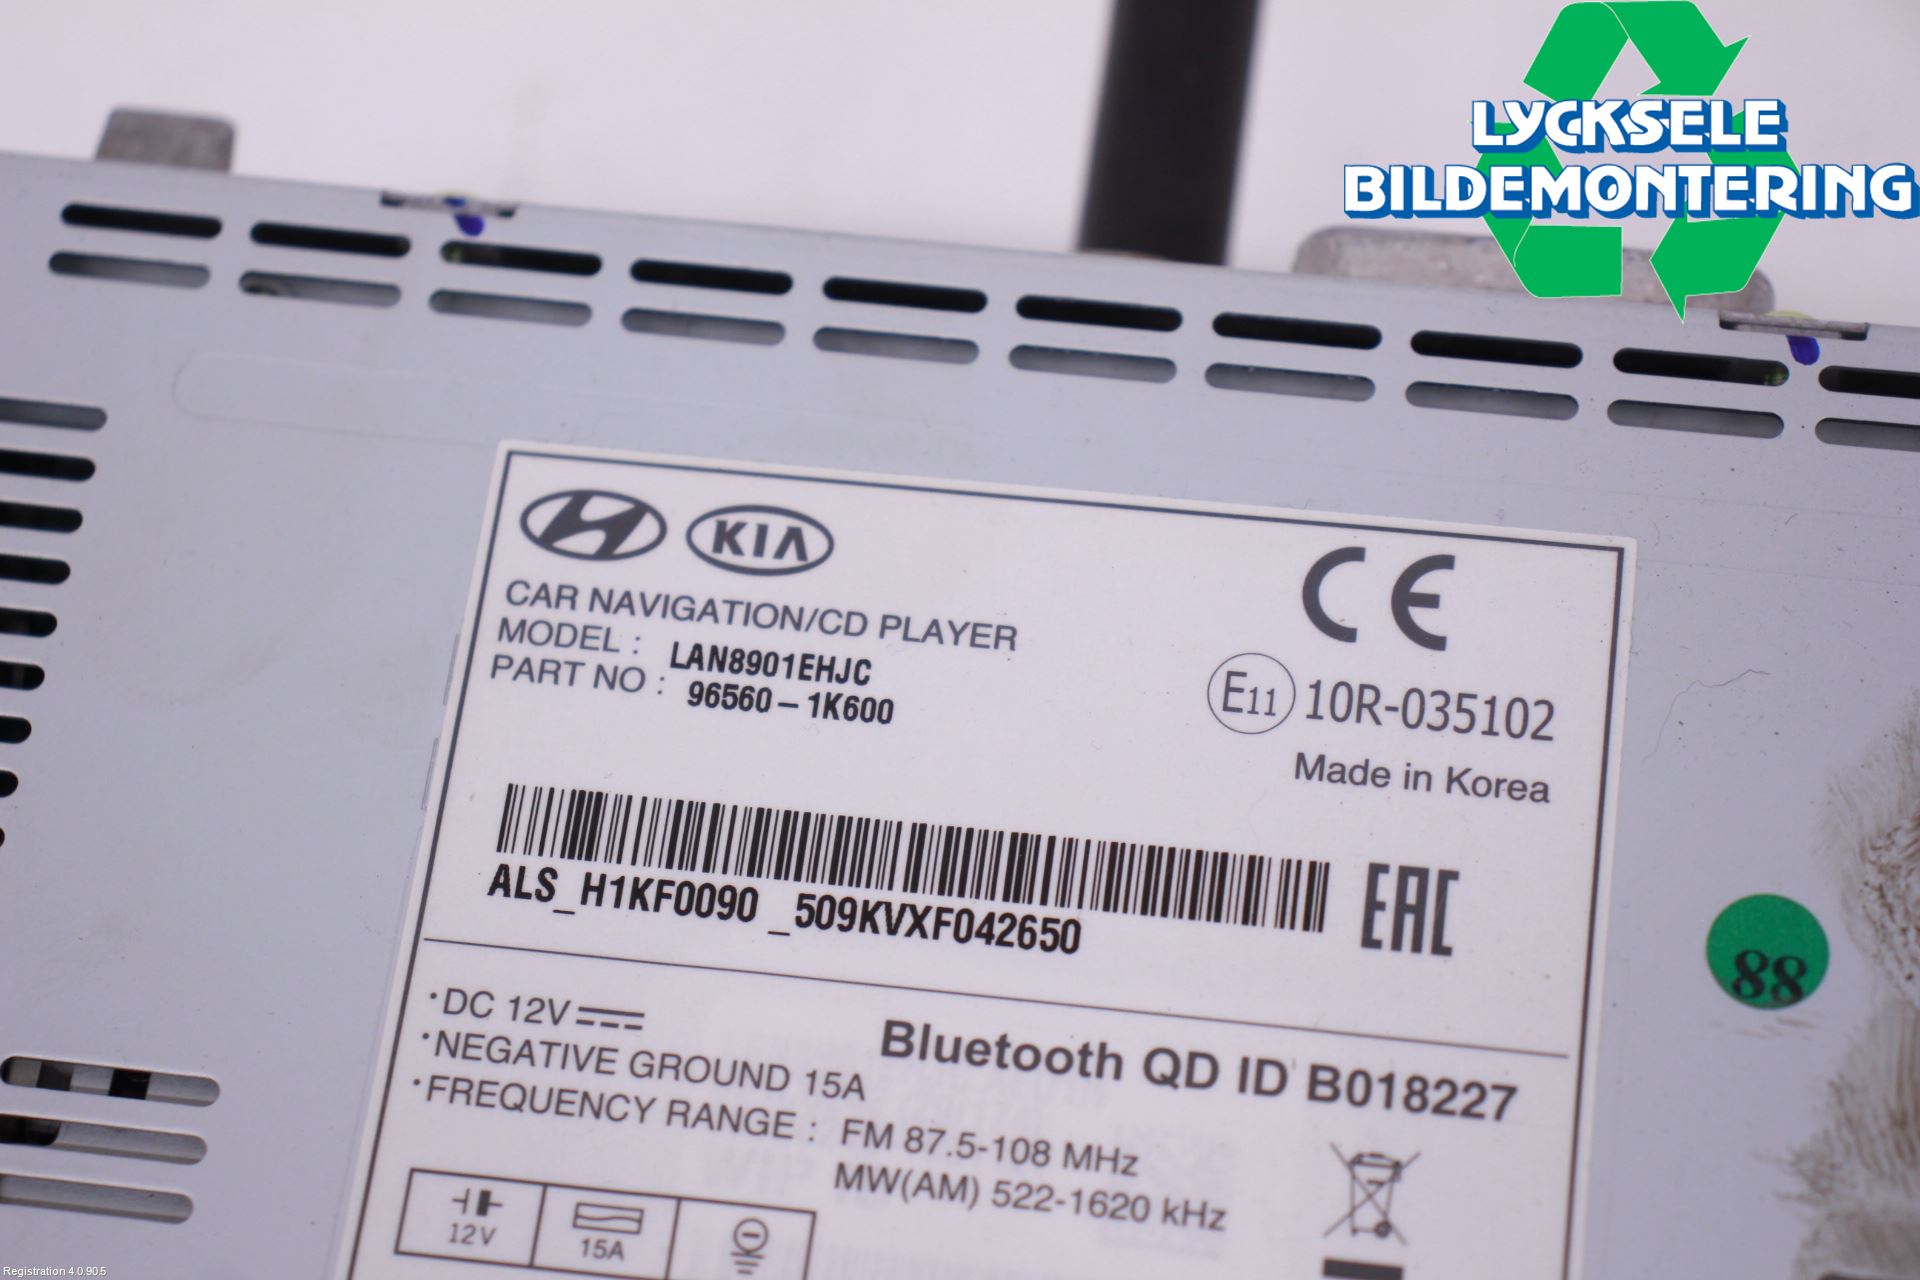 LYCKSELE
BILDEMONTERING
KIA
CAR NAVIGATION/CD PLAYER
MODEL : LAN8901EHJC
PART NO : 96560-1K600
CE
E11 10R-035102
Made in Korea
ALS_H1KF0090 _509KVXF042650
EAC
88
•DC 12V
•NEGATIVE GROUND 15A
•FREQUENCY RANGE : FM 87.5-108 MHz
MW(AM) 522-1620 kHz
Bluetooth QD ID B018227
12V
15A
Registration 4.0.90.5